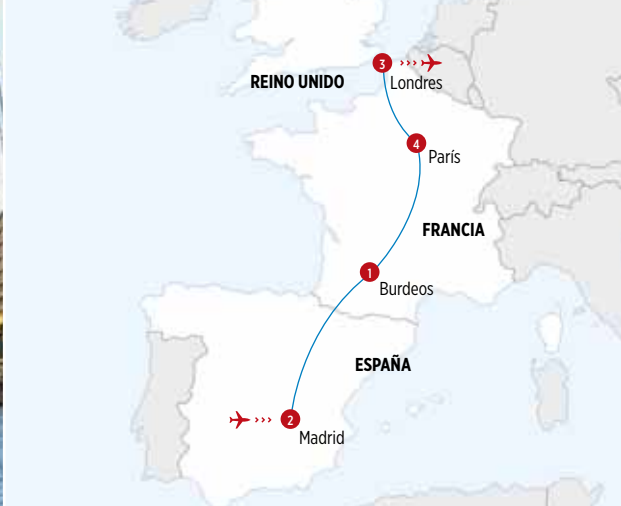 3
REINO UNIDO
Londres
4
París
FRANCIA
1
Burdeos
ESPAÑA
2
Madrid